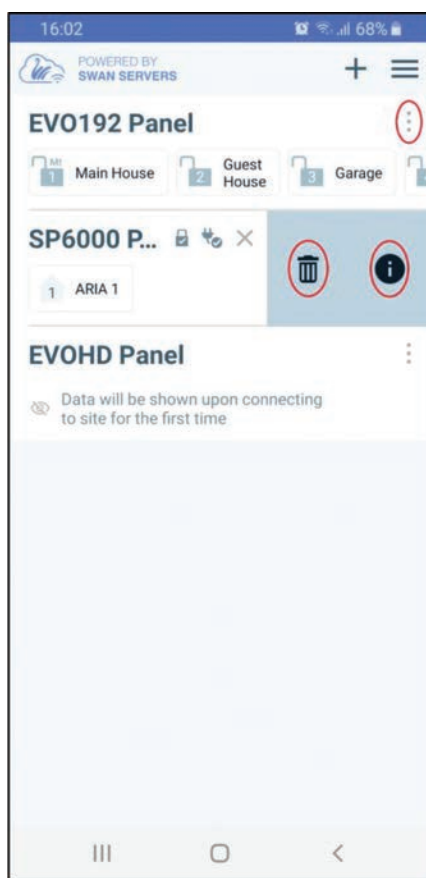 16:02 68%
POWERED BY
SWAN SERVERS
EVO192 Panel
1 Main House 2 Guest House 3 Garage
SP6000 P...
1 ARIA 1
EVOHD Panel
Data will be shown upon connecting
to site for the first time